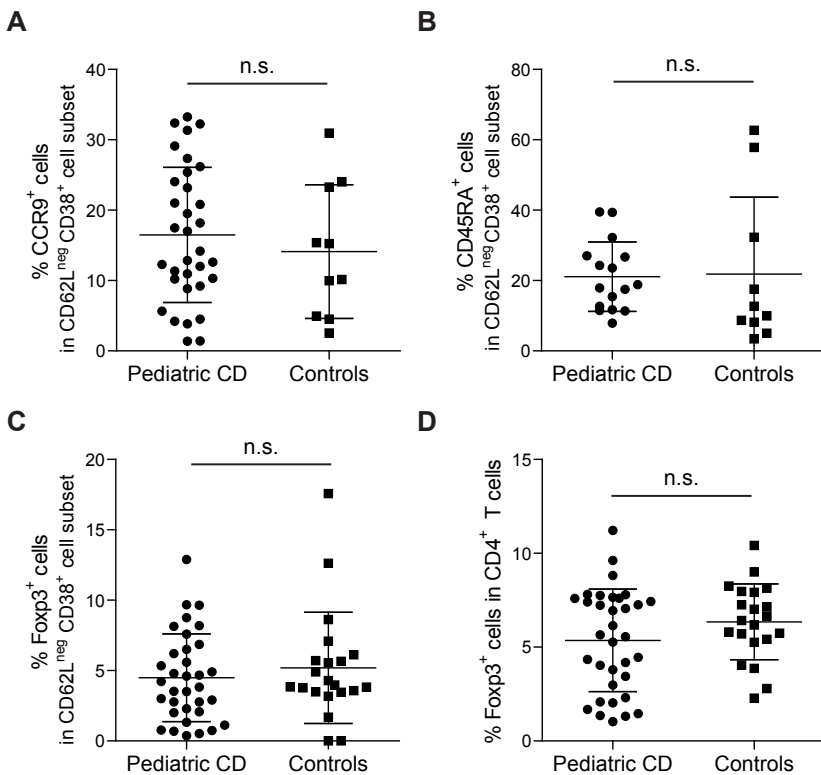 A
n.s.
40
30
20
10
0
% CCR9⁺ cells
in CD62Lⁿᵉᵍ CD38⁺ cell subset
Pediatric CD Controls
B
n.s.
80
60
40
20
0
% CD45RA⁺ cells
in CD62Lⁿᵉᵍ CD38⁺ cell subset
Pediatric CD Controls
C
n.s.
20
15
10
5
0
% Foxp3⁺ cells
in CD62Lⁿᵉᵍ CD38⁺ cell subset
Pediatric CD Controls
D
n.s.
15
10
5
0
% Foxp3⁺ cells in CD4⁺ T cells
Pediatric CD Controls